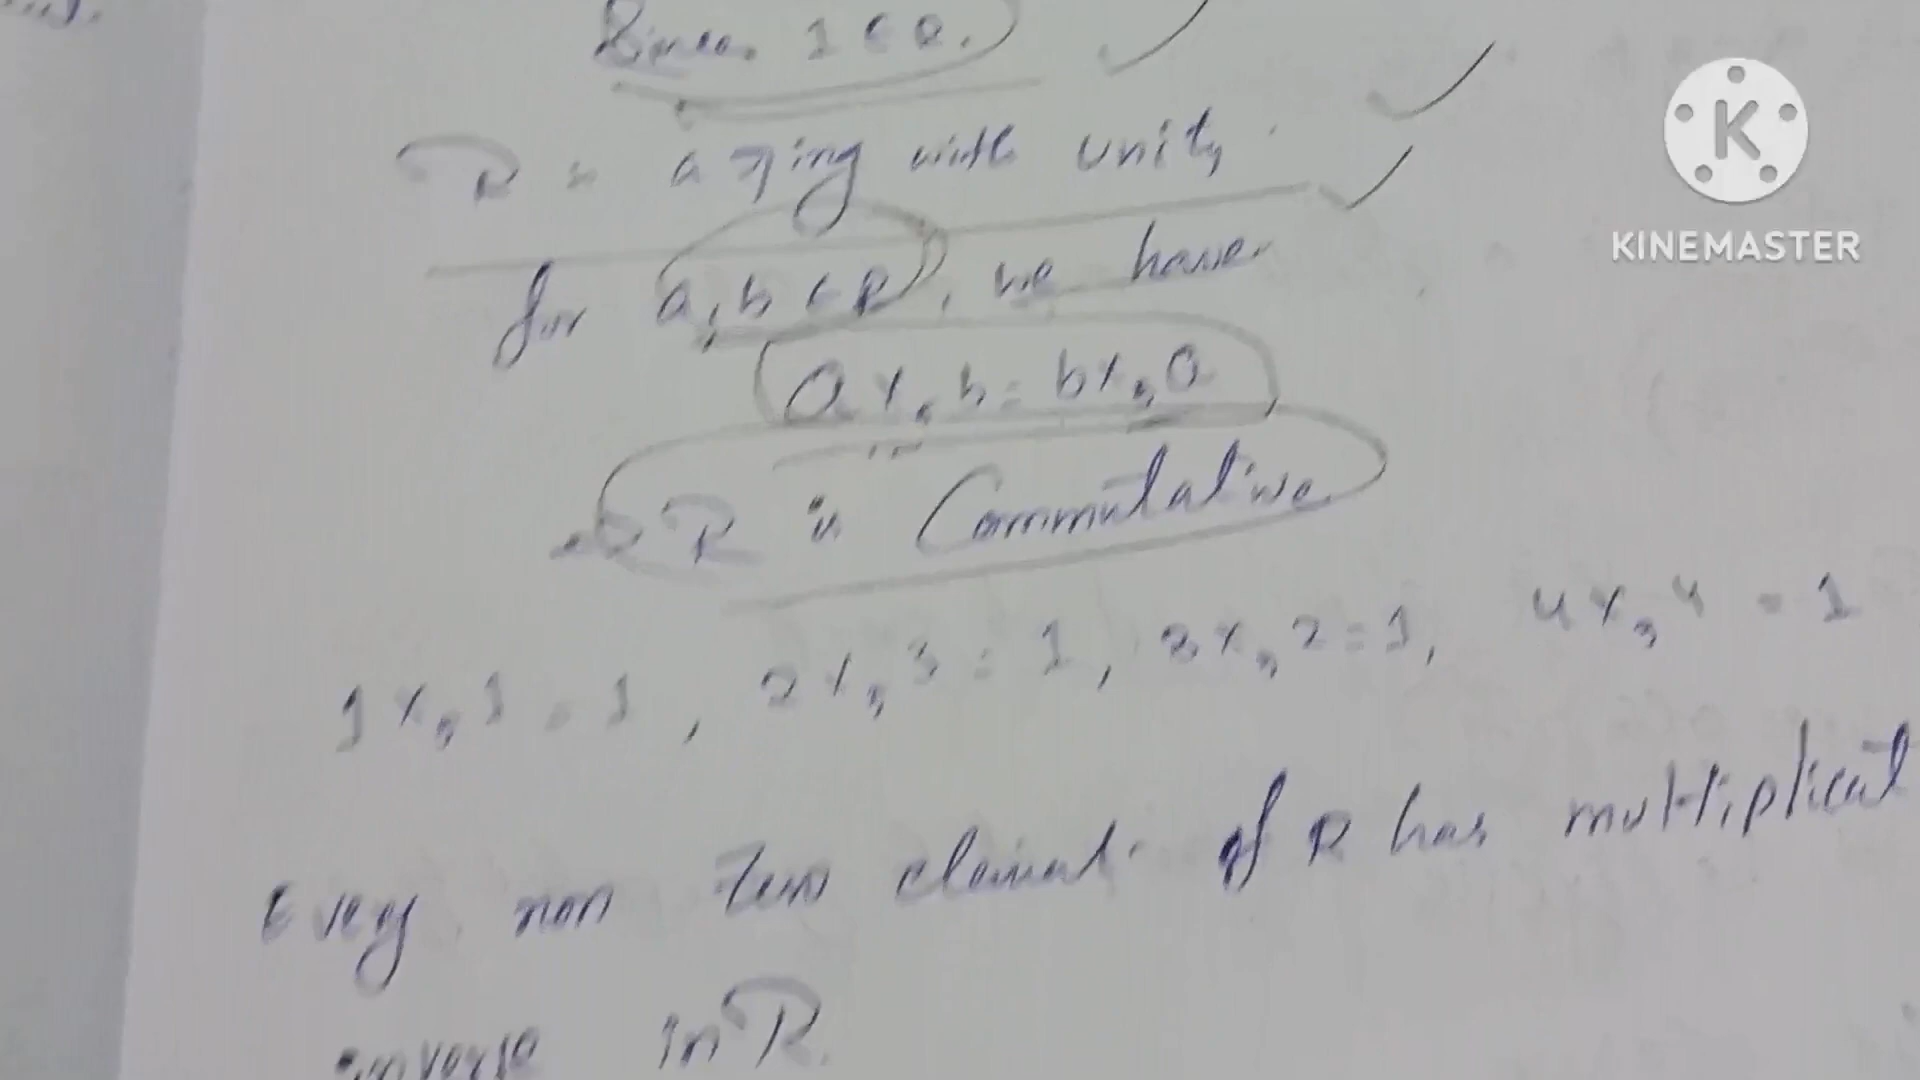 Since 1 ∈ R.
R is a ring with unity.
for a, b ∈ R, we have
a ×₅ b = b ×₅ a
⇒ R is Commutative
1 ×₅ 1 = 1, 2 ×₅ 3 = 1, 3 ×₅ 2 = 1, 4 ×₅ 4 = 1
Every non zero element of R has multiplicat
inverse in R.
KINEMASTER